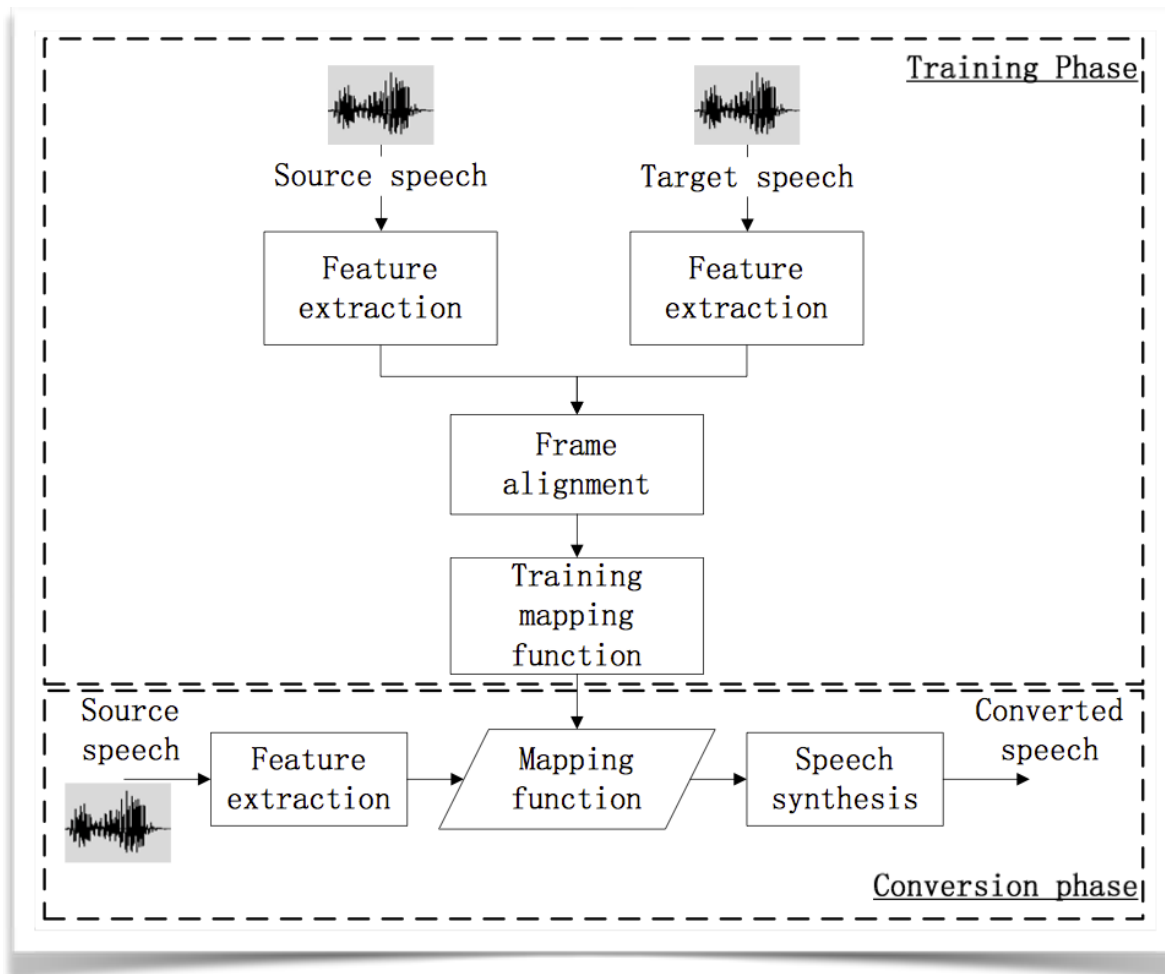 Training Phase
Source speech
Target speech
Feature
extraction
Feature
extraction
Frame
alignment
Training
mapping
function
Source
speech
Feature
extraction
Mapping
function
Speech
synthesis
Converted
speech
Conversion phase